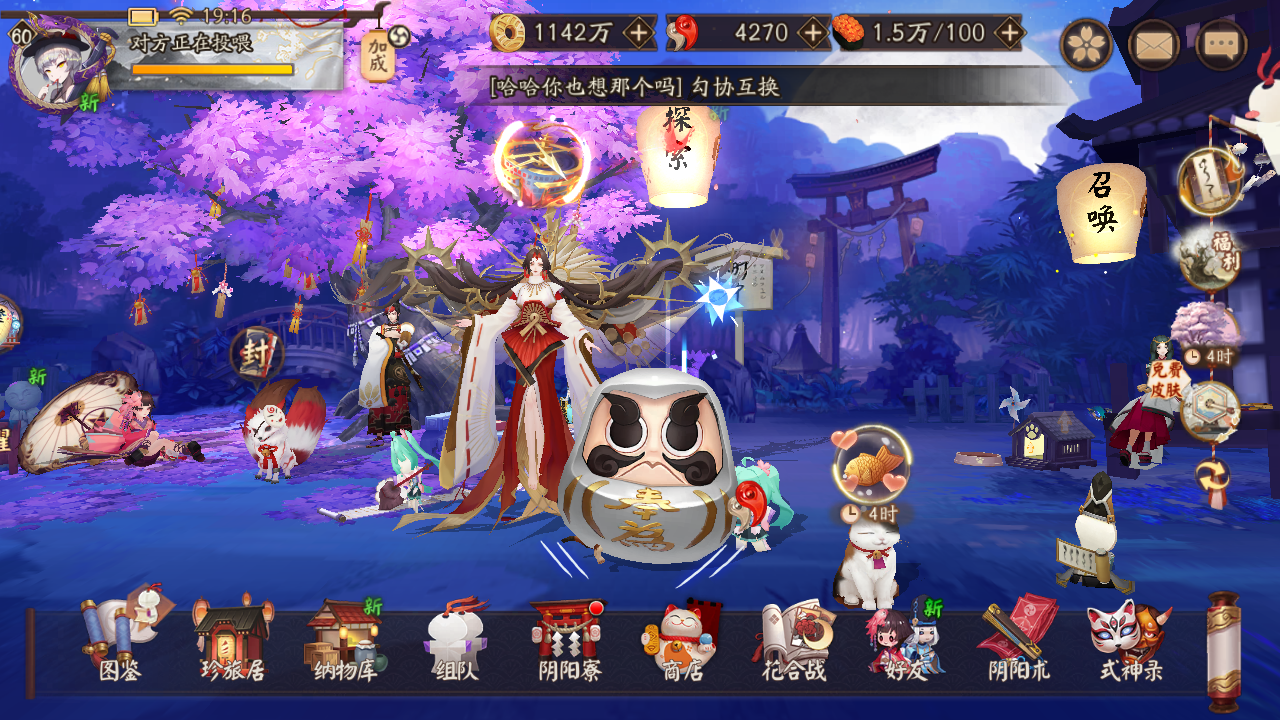 19:16
60
对方正在投喂
新
加成
1142万
4270
1.5万/100
[哈哈你也想那个吗] 勾协互换
探索
新
召唤
福利
4时
免费
皮肤
封
新
奉為
4时
图鉴
珍旅居
新
纳物库
组队
阴阳寮
商店
花合战
新
好友
阴阳术
式神录